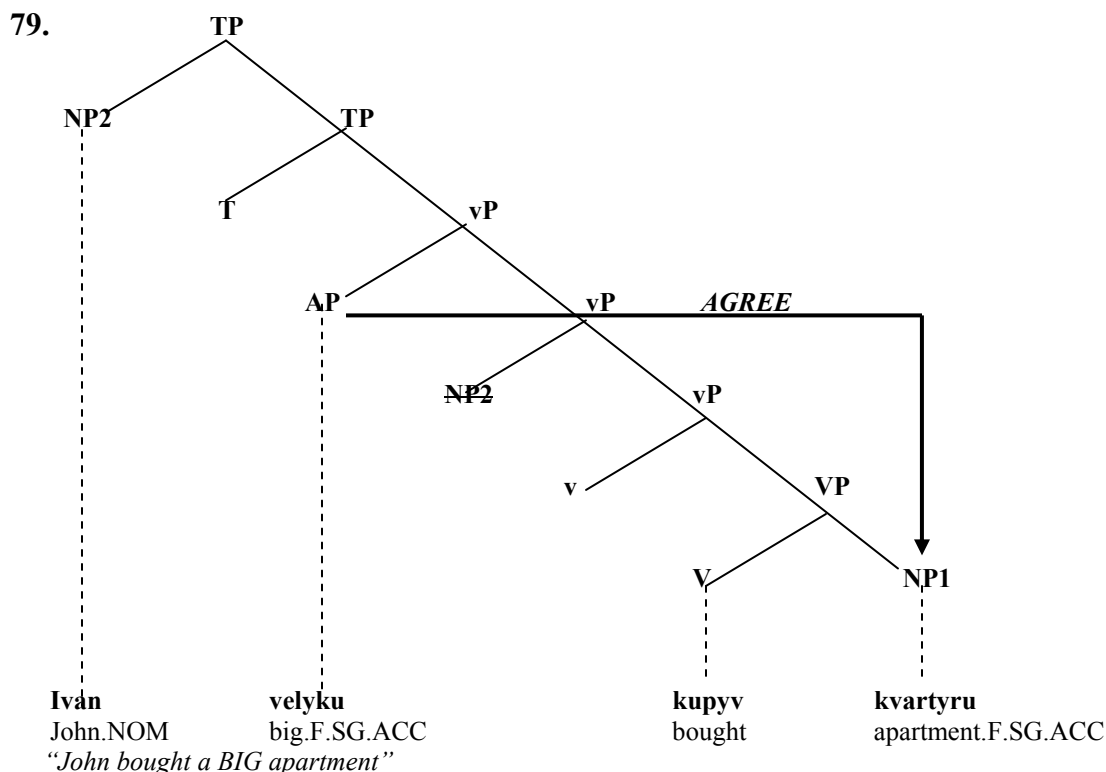 79.
TP
NP2 TP
T vP
AP vP AGREE
NP2 vP
v VP
V NP1
Ivan velyku kupyv kvartyru
John.NOM big.F.SG.ACC bought apartment.F.SG.ACC
“John bought a BIG apartment”